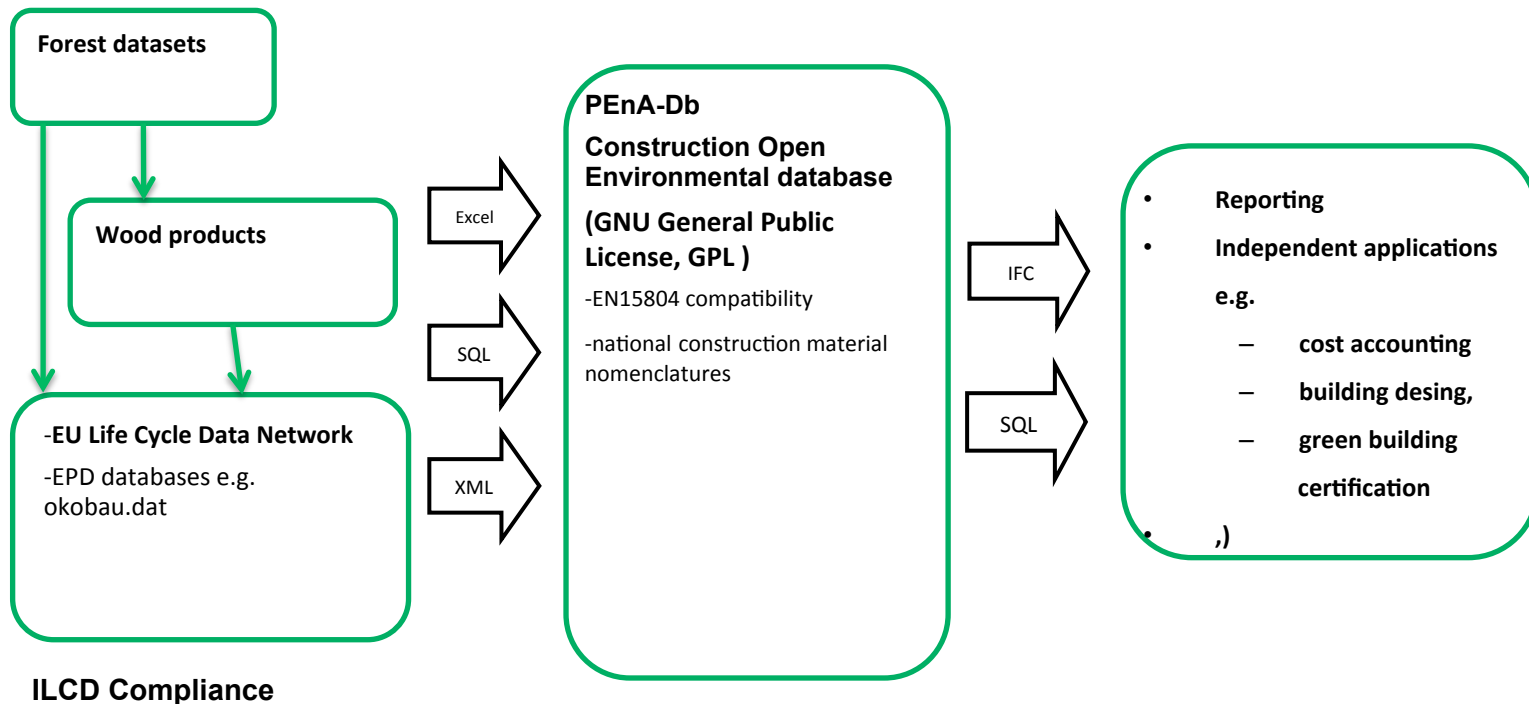 Forest datasets
Wood products
-EU Life Cycle Data Network
-EPD databases e.g.
okobau.dat
ILCD Compliance
Excel
SQL
XML
PEnA-Db
Construction Open
Environmental database
(GNU General Public
License, GPL )
-EN15804 compatibility
-national construction material
nomenclatures
IFC
SQL
• Reporting
• Independent applications
e.g.
– cost accounting
– building desing,
– green building
certification
• ,)